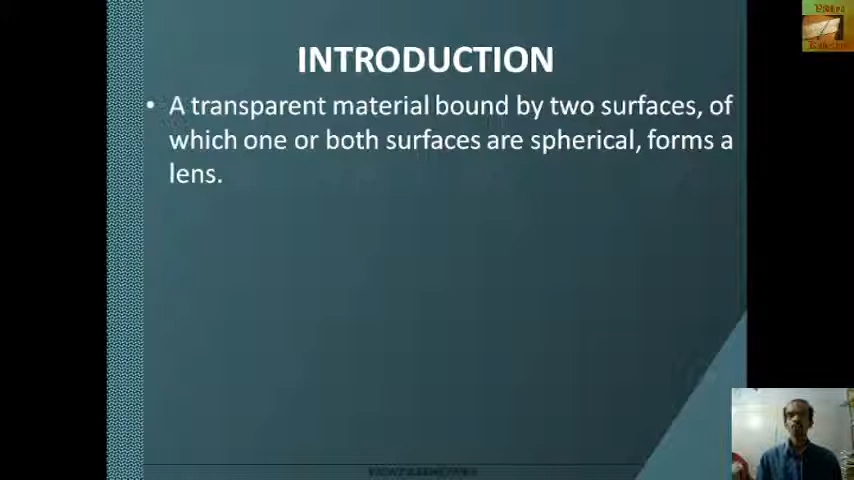 INTRODUCTION
• A transparent material bound by two surfaces, of
which one or both surfaces are spherical, forms a
lens.